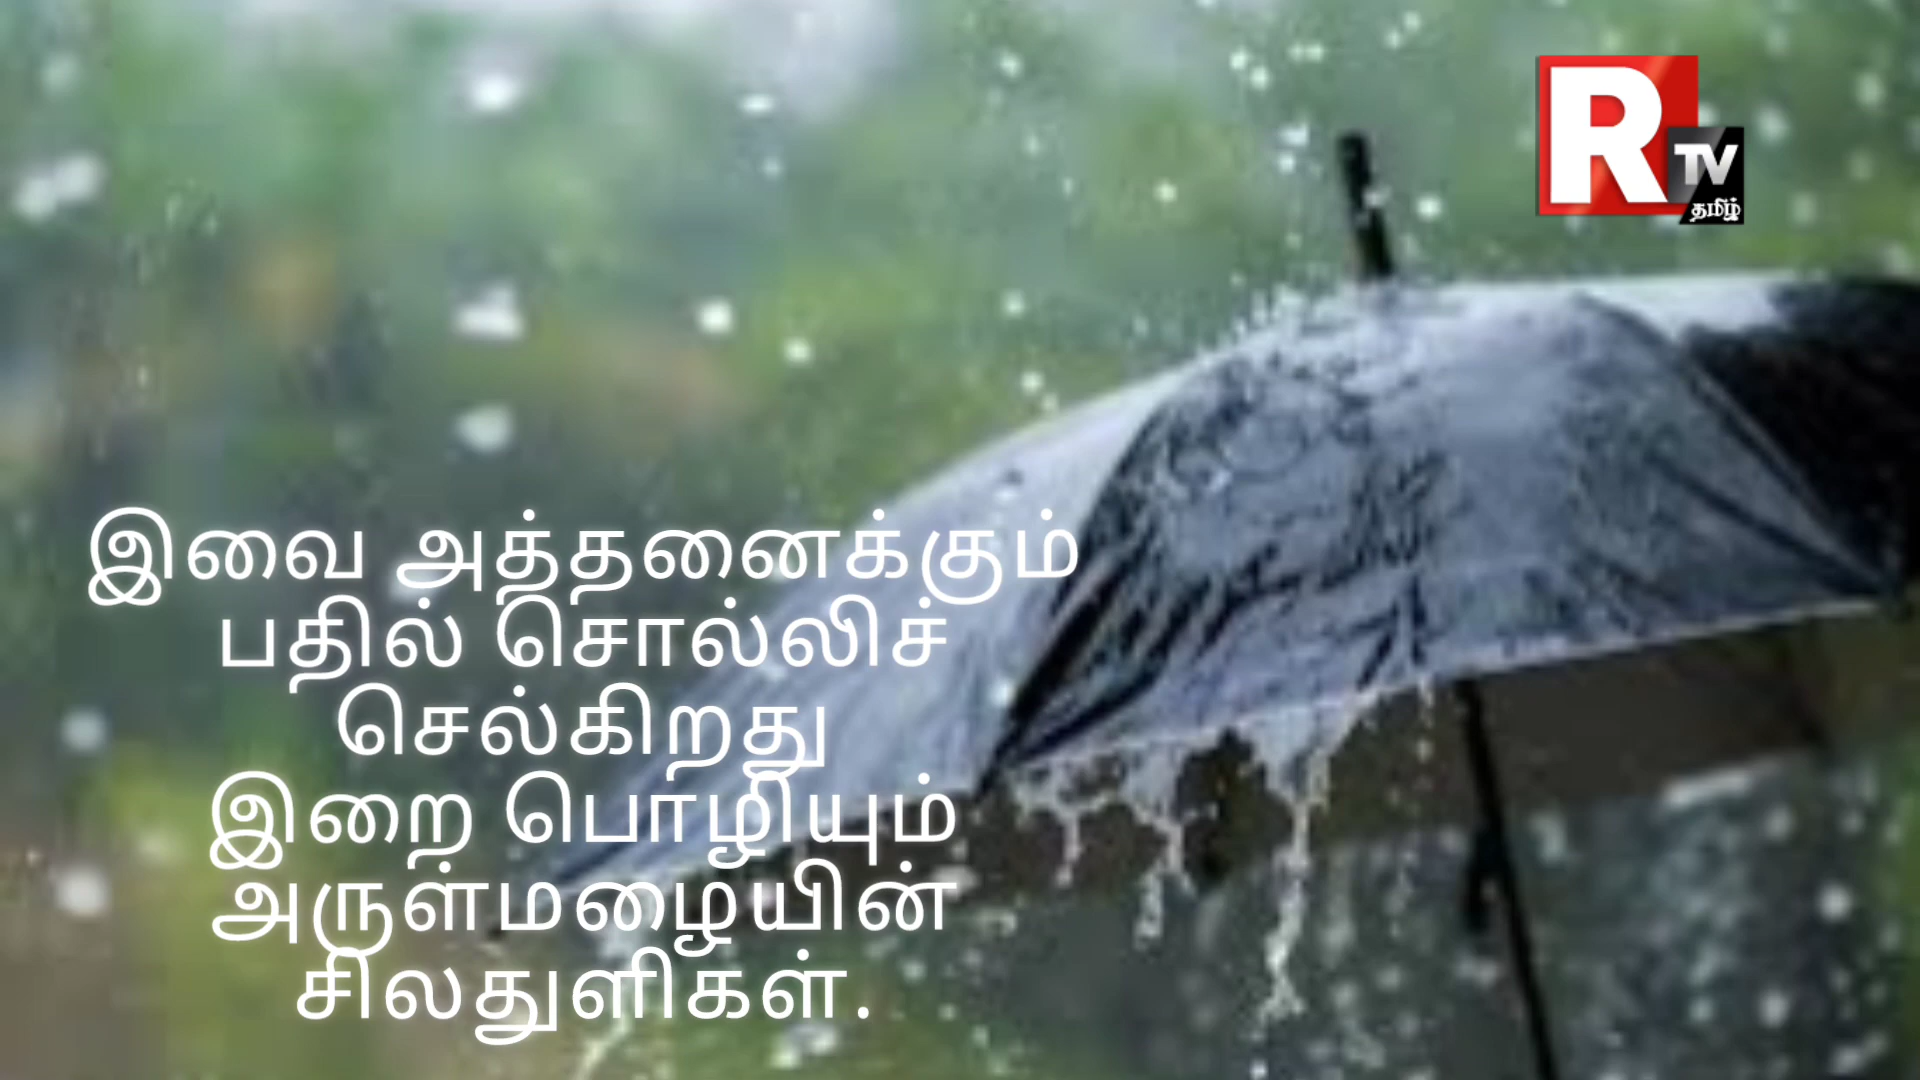 R
TV
தமிழ்
இவை அத்தனைக்கும்
பதில் சொல்லிச்
செல்கிறது
இறை பொழியும்
அருள்மழையின்
சிலதுளிகள்.